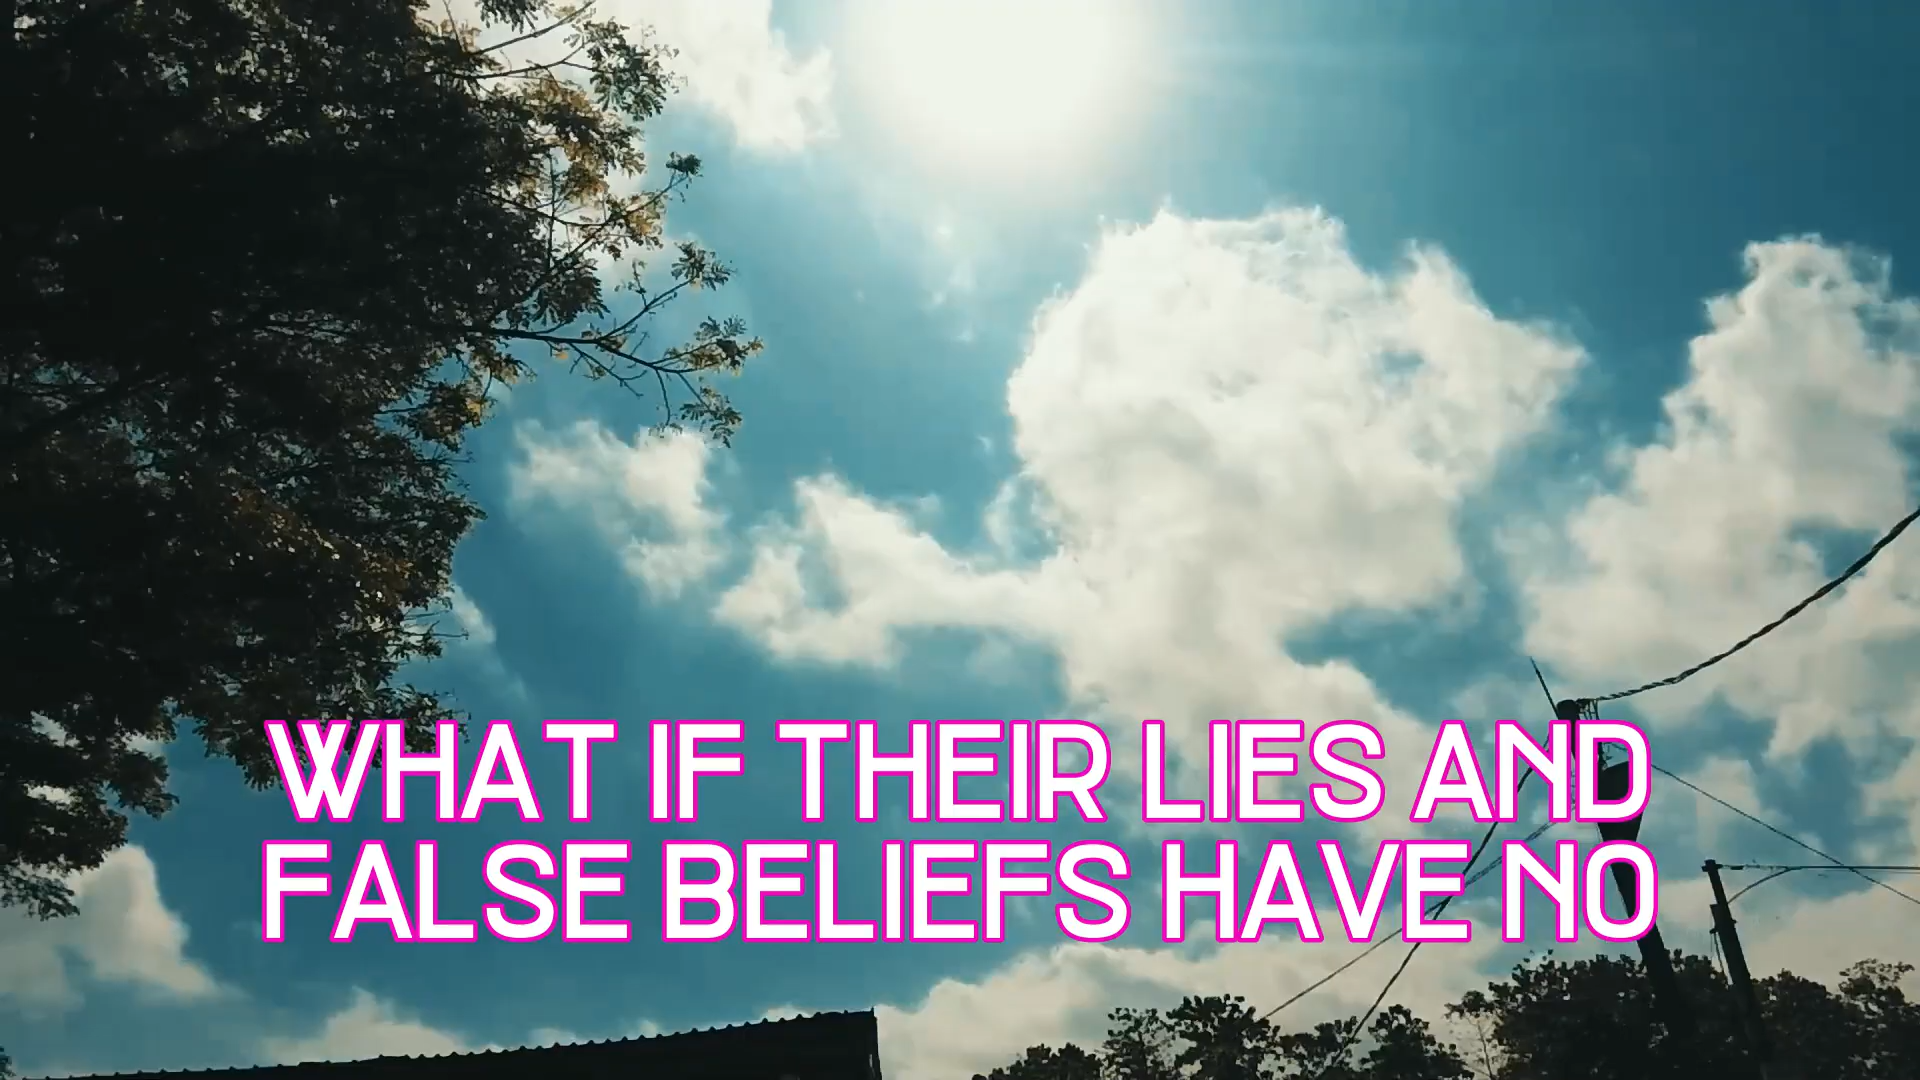 WHAT IF THEIR LIES AND
FALSE BELIEFS HAVE NO